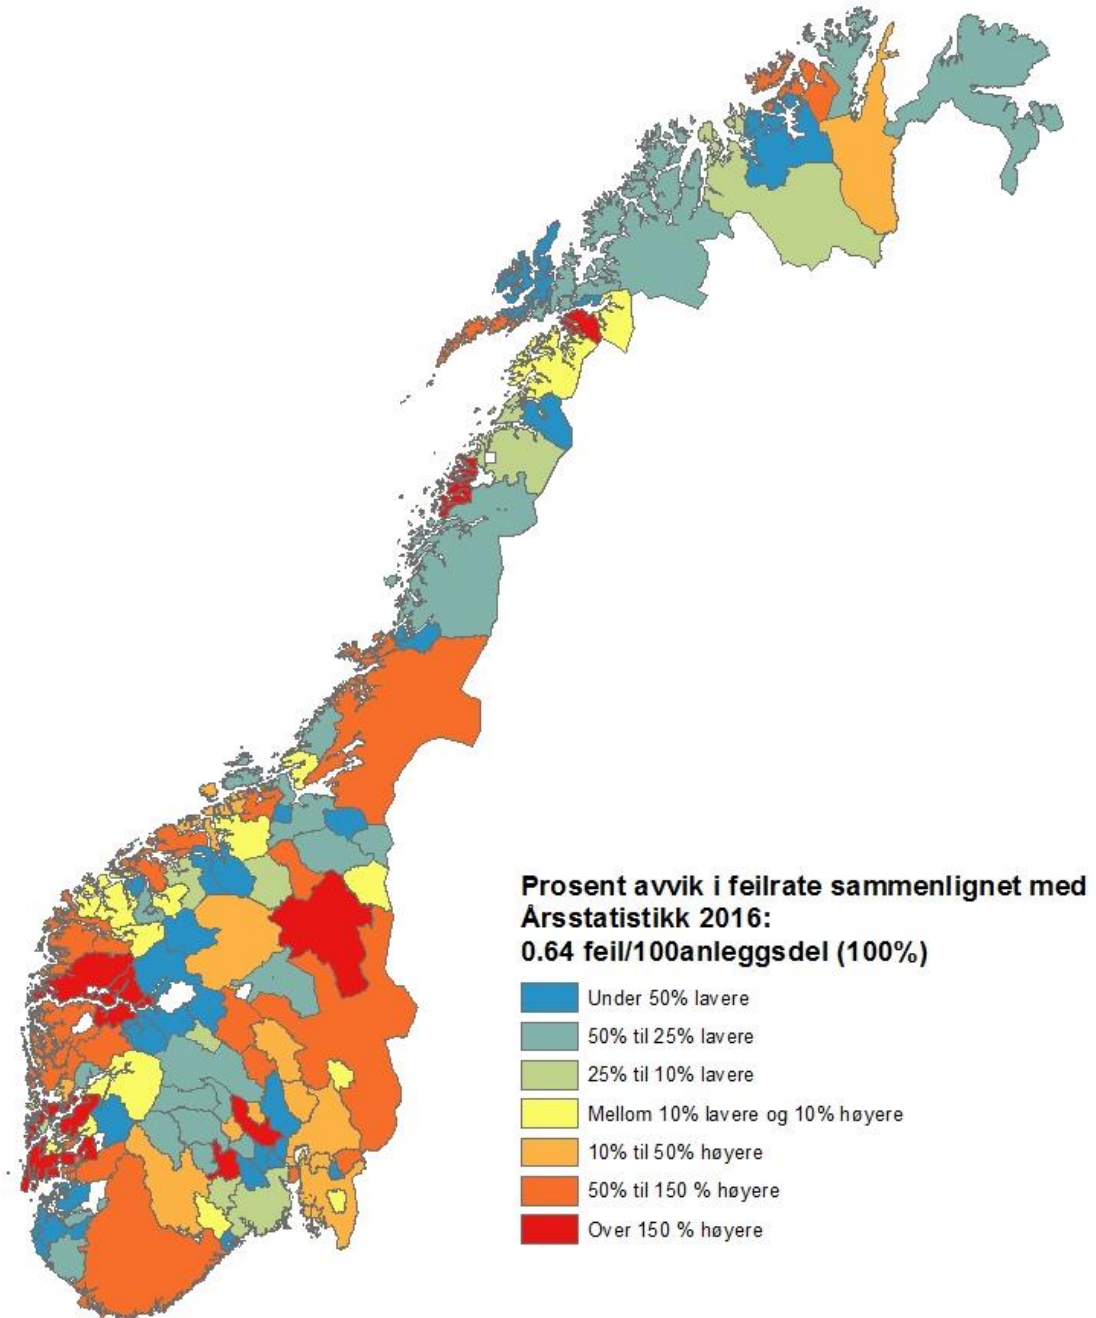 Prosent avvik i feilrate sammenlignet med
Årsstatistikk 2016:
0.64 feil/100anleggsdel (100%)
Under 50% lavere
50% til 25% lavere
25% til 10% lavere
Mellom 10% lavere og 10% høyere
10% til 50% høyere
50% til 150 % høyere
Over 150 % høyere